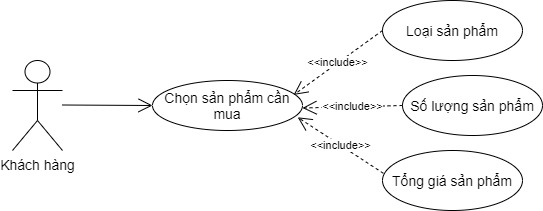 Loại sản phẩm
<<include>>
Chọn sản phẩm cần
mua
<<include>>
Số lượng sản phẩm
<<include>>
Khách hàng
Tổng giá sản phẩm